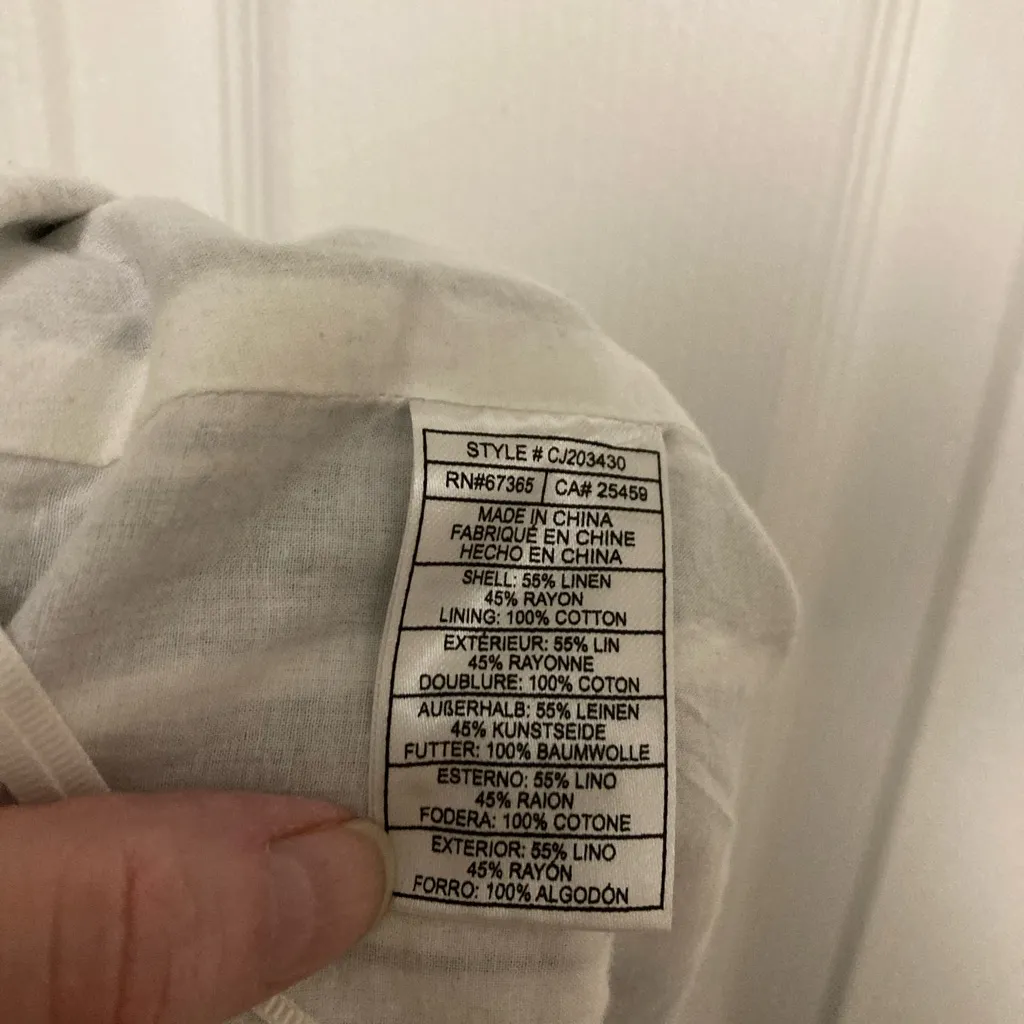 STYLE # CJ203430
RN#67365 CA# 25459
MADE IN CHINA
FABRIQUÉ EN CHINE
HECHO EN CHINA
SHELL: 55% LINEN
45% RAYON
LINING: 100% COTTON
EXTÉRIEUR: 55% LIN
45% RAYONNE
DOUBLURE: 100% COTON
AUßERHALB: 55% LEINEN
45% KUNSTSEIDE
FUTTER: 100% BAUMWOLLE
ESTERNO: 55% LINO
45% RAION
FODERA: 100% COTONE
EXTERIOR: 55% LINO
45% RAYÓN
FORRO: 100% ALGODÓN